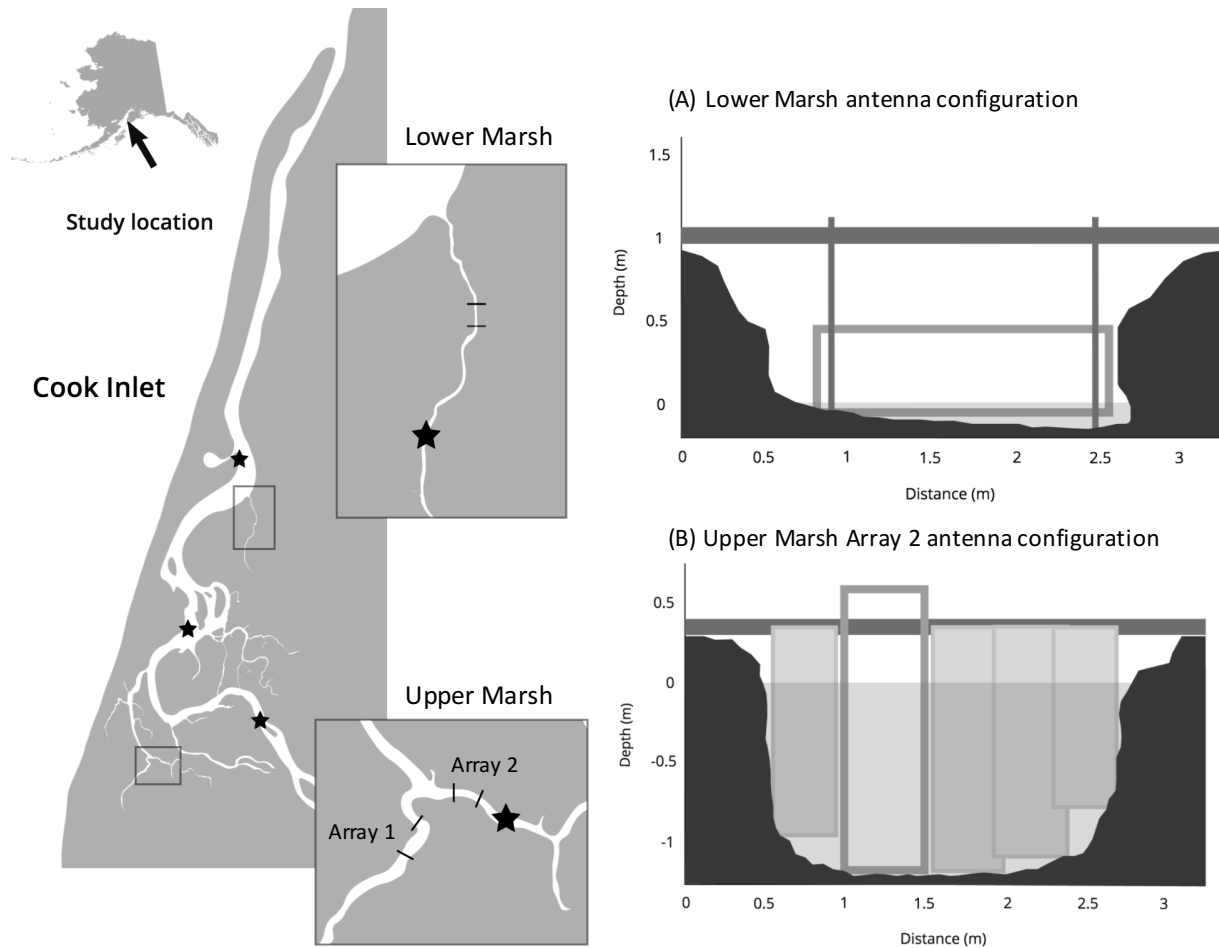 Study location
Cook Inlet
Lower Marsh
Upper Marsh
Array 2
Array 1
(A) Lower Marsh antenna configuration
1.5
1
0.5
0
Depth (m)
0 0.5 1 1.5 2 2.5 3
Distance (m)
(B) Upper Marsh Array 2 antenna configuration
0.5
0
-0.5
-1
Depth (m)
0 0.5 1 1.5 2 2.5 3
Distance (m)